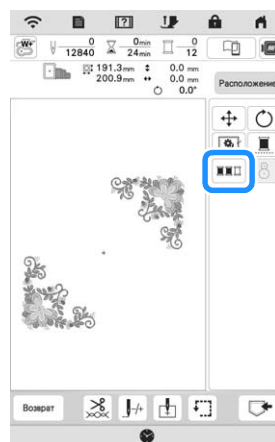 W+
0
12840
0min
24min
0
12
191.3mm
200.9mm
0.0 mm
0.0 mm
0.0°
Расположение
Возврат